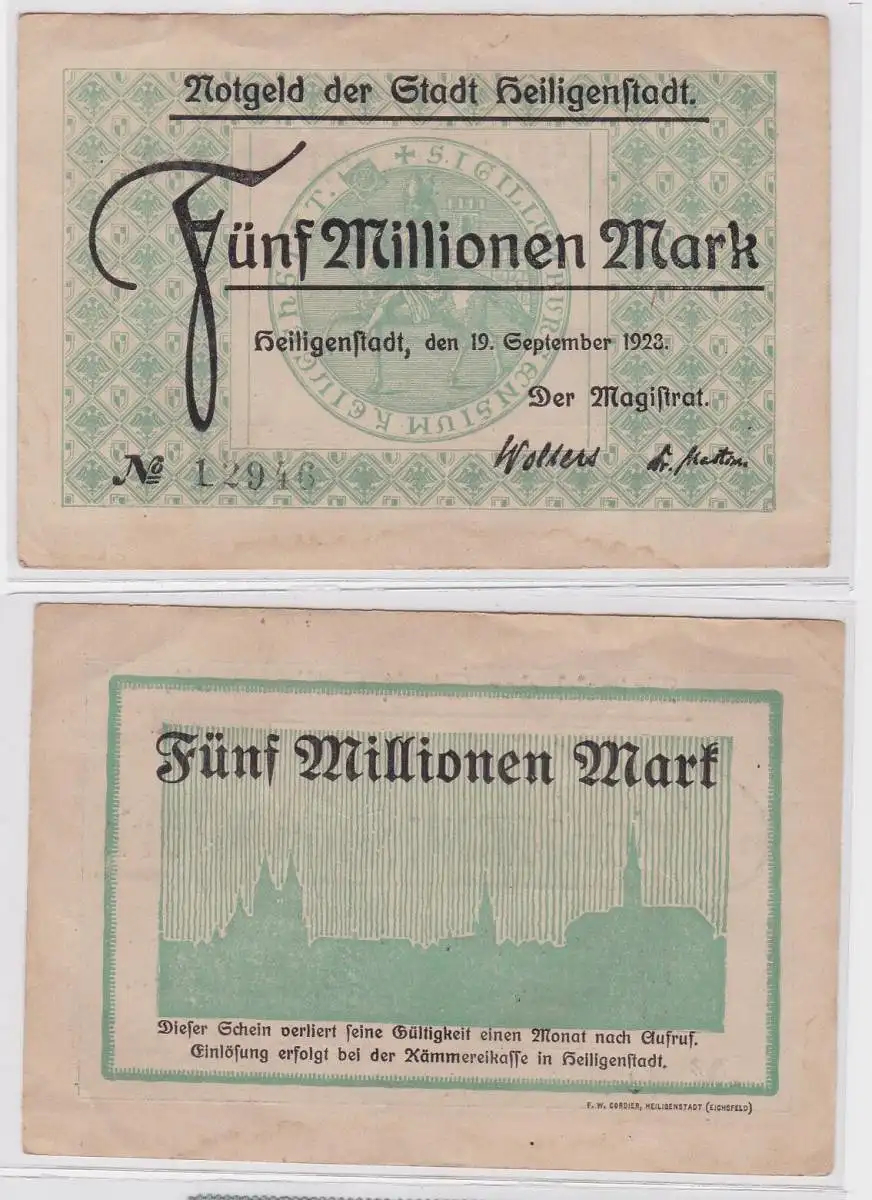 Notgeld der Stadt Heiligenstadt.
Fünf Millionen Mark
Heiligenstadt, den 19. September 1923.
Der Magistrat.
Wolters
Dr.
№ 12946
Fünf Millionen Mark
Dieser Schein verliert seine Gültigkeit einen Monat nach Aufruf.
Einlösung erfolgt bei der Kämmereikasse in Heiligenstadt.
F. W. CORDIER, HEILIGENSTADT (EICHSFELD)